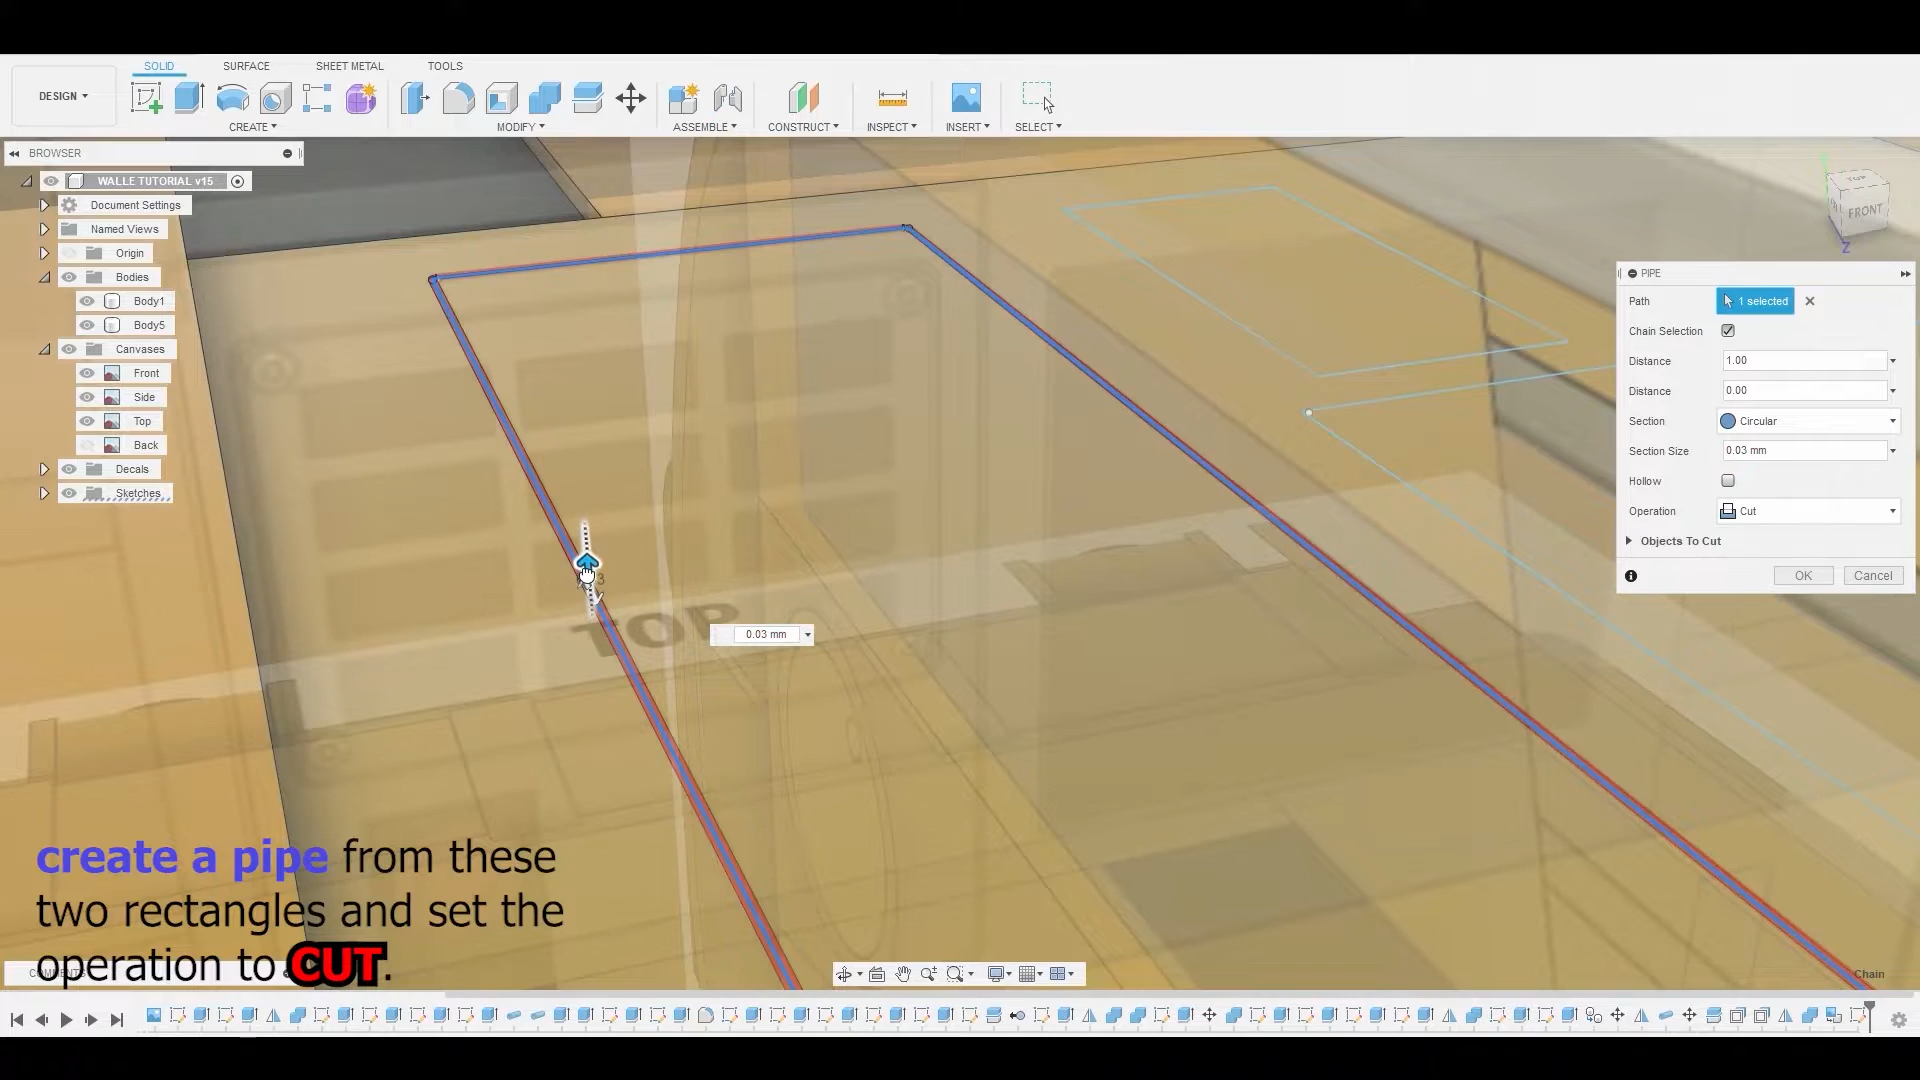 SOLID SURFACE SHEET METAL TOOLS
DESIGN
CREATE MODIFY ASSEMBLE CONSTRUCT INSPECT INSERT SELECT
BROWSER
WALLE TUTORIAL v15
Document Settings
Named Views
Origin
Bodies
Body1
Body5
Canvases
Front
Side
Top
Back
Decals
Sketches
TOP
FRONT
Z
PIPE
Path 1 selected
Chain Selection
Distance 1.00
Distance 0.00
Section Circular
Section Size 0.03 mm
Hollow
Operation Cut
Objects To Cut
OK Cancel
TOP
0.03 mm
create a pipe from these
two rectangles and set the
operation to CUT.
COMMENTS
Chain